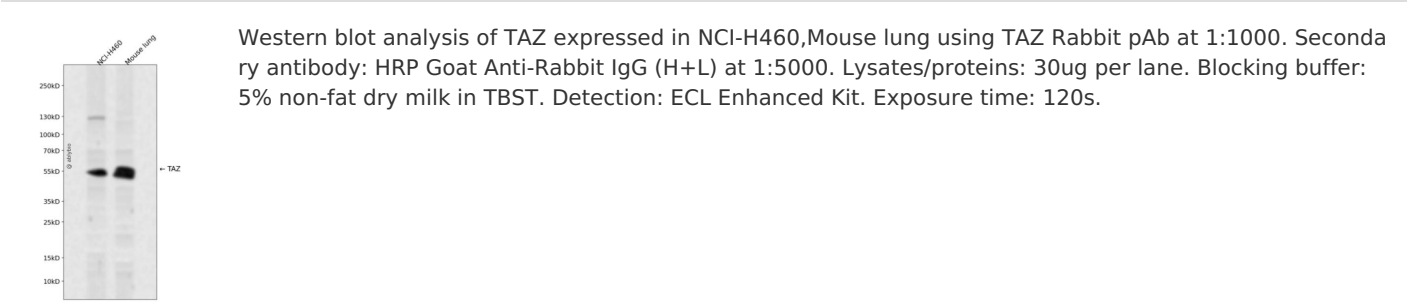 NCI-H460
Mouse lung
Western blot analysis of TAZ expressed in NCI-H460,Mouse lung using TAZ Rabbit pAb at 1:1000. Seconda
ry antibody: HRP Goat Anti-Rabbit IgG (H+L) at 1:5000. Lysates/proteins: 30ug per lane. Blocking buffer:
5% non-fat dry milk in TBST. Detection: ECL Enhanced Kit. Exposure time: 120s.
250kD
130kD
100kD
70kD
55kD
← TAZ
35kD
25kD
15kD
10kD